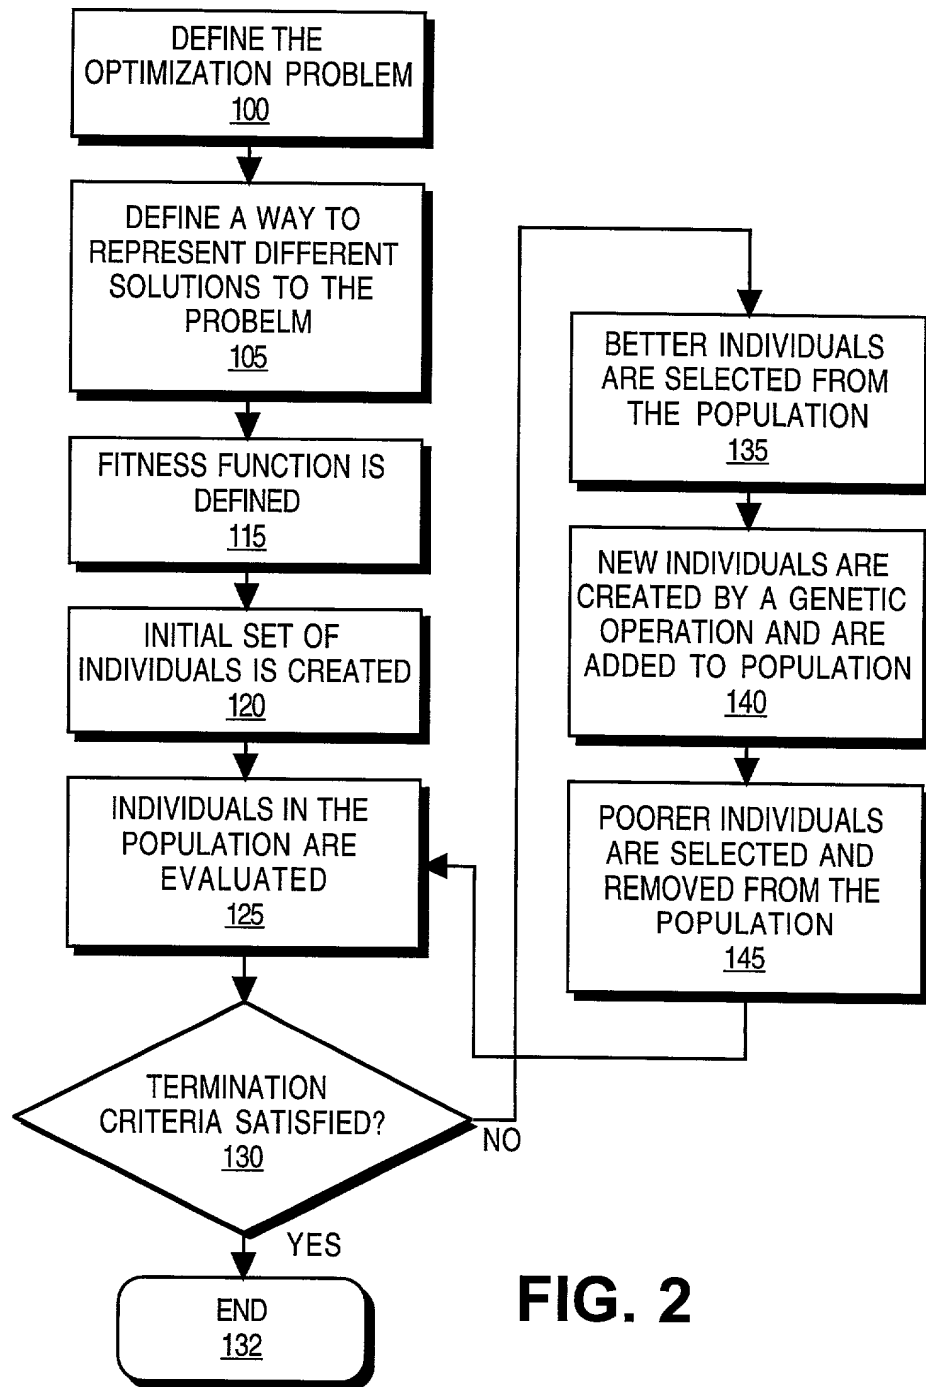 DEFINE THE
OPTIMIZATION PROBLEM
100
DEFINE A WAY TO
REPRESENT DIFFERENT
SOLUTIONS TO THE
PROBELM
105
FITNESS FUNCTION IS
DEFINED
115
INITIAL SET OF
INDIVIDUALS IS CREATED
120
INDIVIDUALS IN THE
POPULATION ARE
EVALUATED
125
TERMINATION
CRITERIA SATISFIED?
130
NO
YES
END
132
BETTER INDIVIDUALS
ARE SELECTED FROM
THE POPULATION
135
NEW INDIVIDUALS ARE
CREATED BY A GENETIC
OPERATION AND ARE
ADDED TO POPULATION
140
POORER INDIVIDUALS
ARE SELECTED AND
REMOVED FROM THE
POPULATION
145
FIG. 2